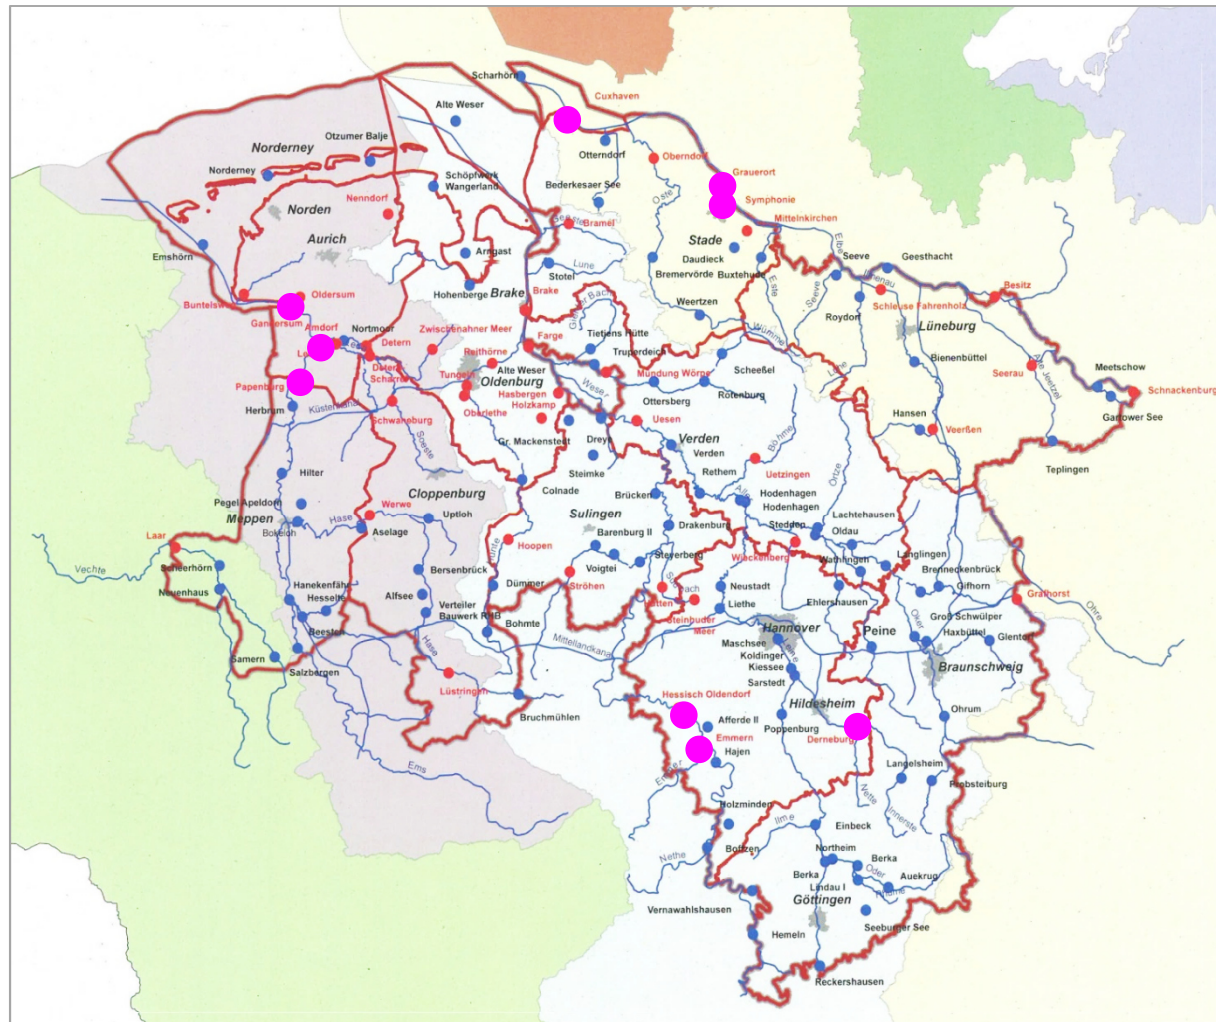 Scharhörn
Cuxhaven
Alte Weser
Otzumer Balje
Norderney
Otterndorf
Oberndorf
Norderney
Schöpfwerk
Wangerland
Bederkesaer See
Grauerort
Oste
Symphonie
Nenndorf
Norden
Bramel
Mittelnkirchen
Aurich
Stade
Elbe
Emshörn
Arngast
Daudieck
Seeve
Geesthacht
Lune
Stotel
Bremervörde
Buxtehude
Ilmenau
Este
Seeve
Hohenberge
Brake
Brake
Oldersum
Weertzen
Roydorf
Schleuse Fahrenholz
Besitz
Gandersum
Amdorf
Nortmoor
Zwischenahner Meer
Tietjens Hütte
Wümme
Lüneburg
Detern
Farge
Rejthörne
Truperdeich
Scheeßel
Bienenbüttel
Seerau
Alte Jeetzel
Meetschow
Schnackenburg
Papenburg
Tungeln
Oldenburg
Alte Weser
Mündung Wörpe
Weser
Herbrum
Küstenkanal
Schwaneburg
Oberlethe
Hasbergen
Holzkamp
Ottersberg
Rotenburg
Gartower See
Hansen
Veerßen
Soeste
Gr. Mackenstedt
Dreye
Uesen
Verden
Verden
Böhme
Teplingen
Hilter
Steimke
Rethem
Uetzingen
Örtze
Cloppenburg
Colnade
Brücken
Aller
Hodenhagen
Hodenhagen
Pegel Apeldorn
Werwe
Uptloh
Sulingen
Meppen
Hase
Aselage
Barenburg II
Drakenburg
Steddop
Lachtehausen
Oldau
Bokeloh
Laar
Hunte
Hoopen
Steyerberg
Wieckenberg
Wathlingen
Langlingen
Vechte
Scheerhörn
Bersenbrück
Voigtei
Brenneckenbrück
Neuenhaus
Hanekenfähr
Hesselte
Alfsee
Dümmer
Ströhen
Neustadt
Ehlershausen
Gifhorn
Grafhorst
Liethe
Verteiler
Bauwerk RHB
Bohmte
Steinhuder
Meer
Groß Schwülper
Ohre
Beesten
Hannover
Peine
Oker
Haxbüttel
Glentorf
Hase
Mittellandkanal
Maschsee
Leine
Samern
Salzbergen
Koldingen
Kiessee
Braunschweig
Lüstringen
Sarstedt
Hessisch Oldendorf
Hildesheim
Bruchmühlen
Afferde II
Poppenburg
Ohrum
Emmern
Derneburg
Hajen
Ems
Emmer
Langelsheim
Probsteiburg
Nette
Innerste
Holzminden
Ilme
Einbeck
Boffzen
Northeim
Nethe
Berka
Berka
Oder
Auekrug
Lindau I
Rhume
Vernawahlshausen
Göttingen
Seeburger See
Hemeln
Reckershausen